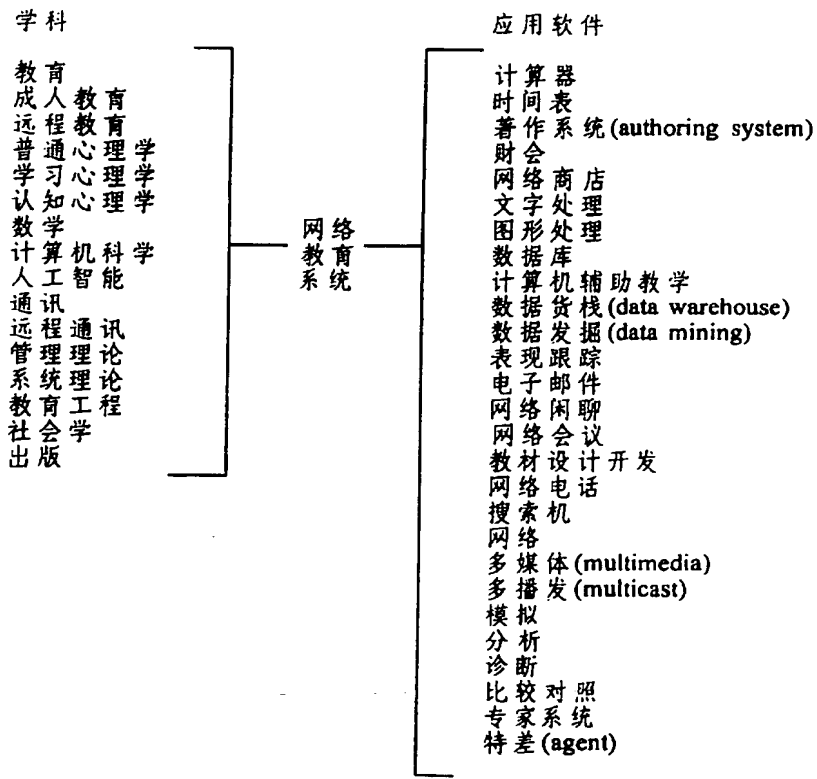 学科
教育
成人教育
远程教育
普通心理学
学习心理学
认知心理学
数学
计算机科学
人工智能
通讯
远程通讯
管理理论
系统理论
教育工程
社会学
出版
网络
教育
系统
应用软件
计算器
时间表
著作系统(authoring system)
财会
网络商店
文字处理
图形处理
数据库
计算机辅助教学
数据货栈(data warehouse)
数据发掘(data mining)
表现跟踪
电子邮件
网络闲聊
网络会议
教材设计开发
网络电话
搜索机
网络
多媒体(multimedia)
多播发(multicast)
模拟
分析
诊断
比较对照
专家系统
特差(agent)